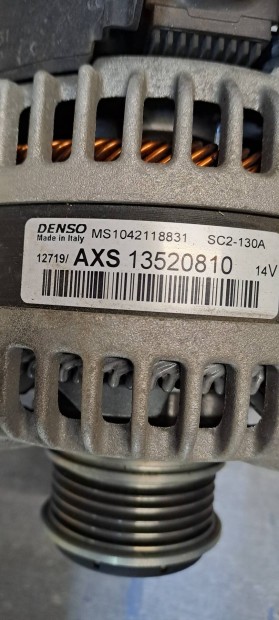 DENSO MS1042118831 SC2-130A
Made in Italy
12719/ AXS 13520810 14V